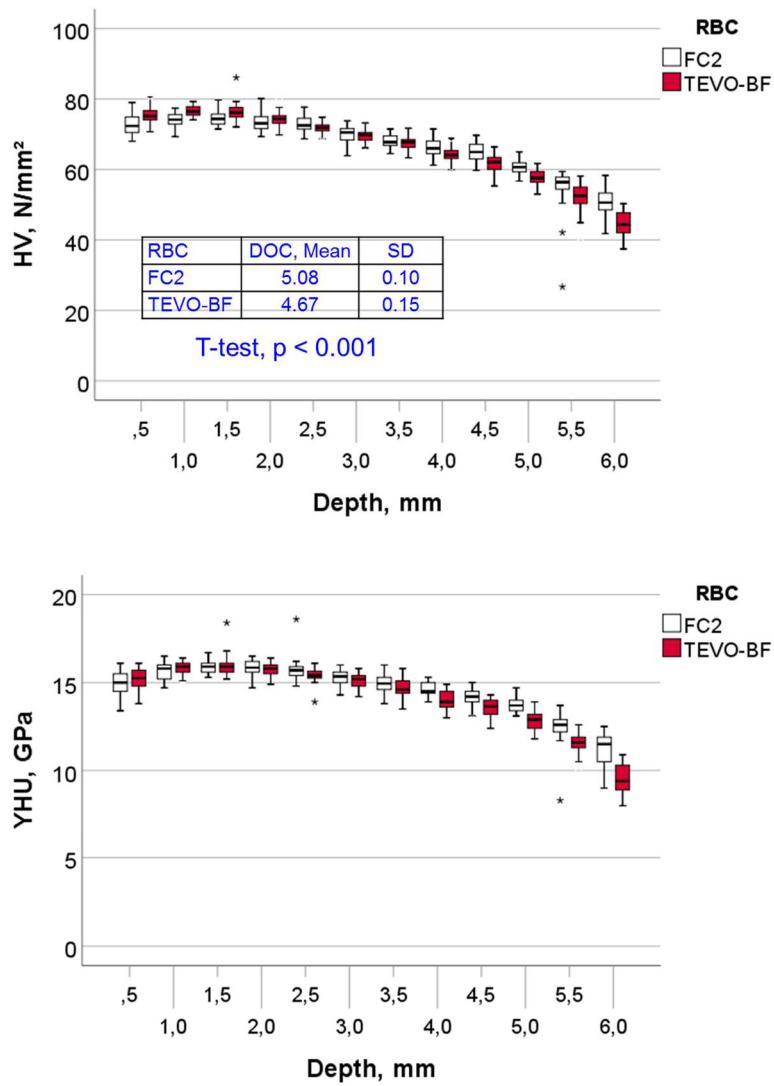 100
80
60
40
20
0
HV, N/mm²
RBC
FC2
TEVO-BF
RBC DOC, Mean SD
FC2 5.08 0.10
TEVO-BF 4.67 0.15
T-test, p < 0.001
,5 1,5 2,5 3,5 4,5 5,5
1,0 2,0 3,0 4,0 5,0 6,0
Depth, mm
20
15
10
5
0
YHU, GPa
RBC
FC2
TEVO-BF
,5 1,5 2,5 3,5 4,5 5,5
1,0 2,0 3,0 4,0 5,0 6,0
Depth, mm